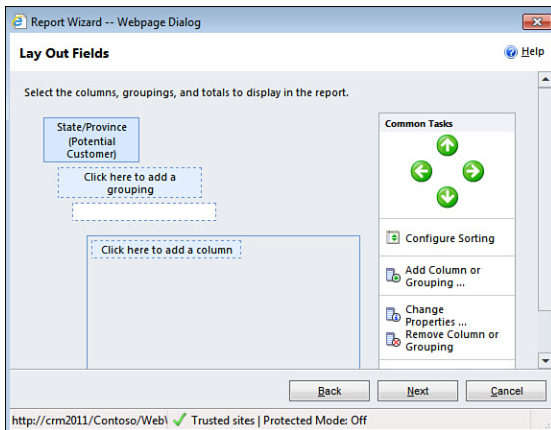 Report Wizard -- Webpage Dialog
Lay Out Fields
Help
Select the columns, groupings, and totals to display in the report.
State/Province
(Potential
Customer)
Click here to add a
grouping
Click here to add a column
Common Tasks
Configure Sorting
Add Column or
Grouping ...
Change
Properties ...
Remove Column or
Grouping
Back
Next
Cancel
http://crm2011/Contoso/Web\ Trusted sites | Protected Mode: Off